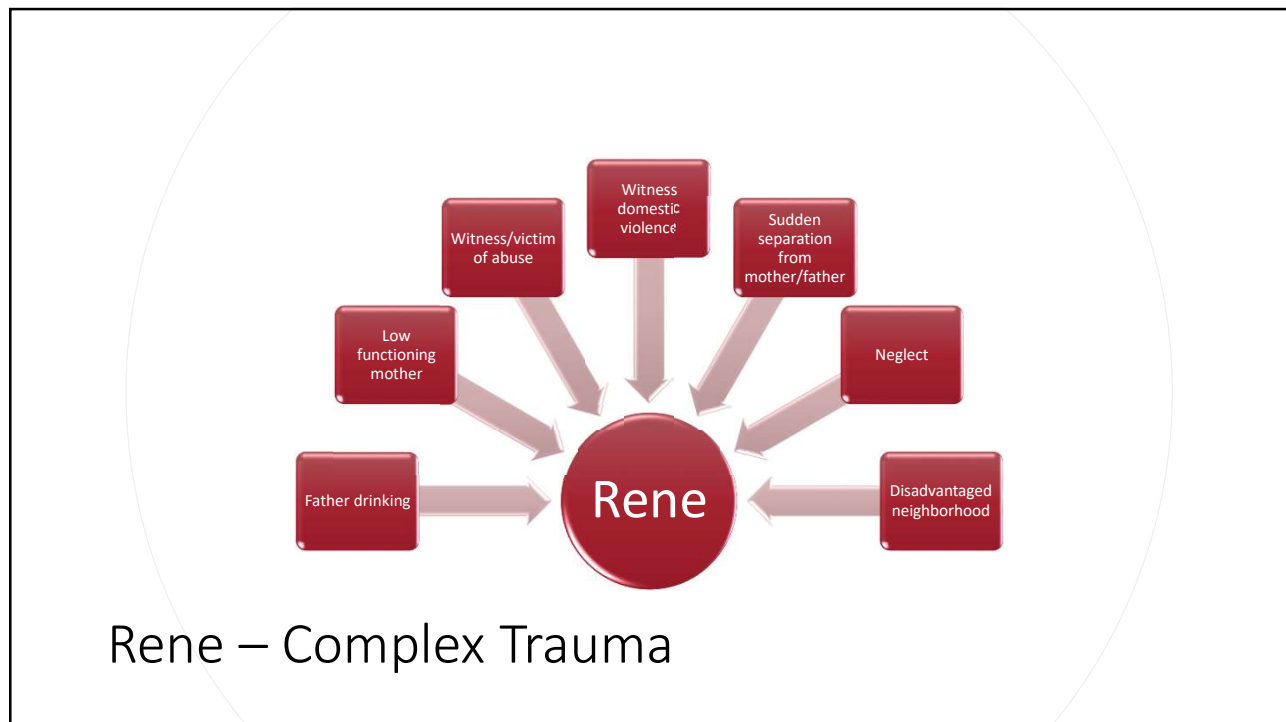 Witness
domestic
violence
Sudden
separation
from
mother/father
Witness/victim
of abuse
Low
functioning
mother
Neglect
Father drinking
Rene
Disadvantaged
neighborhood
Rene – Complex Trauma